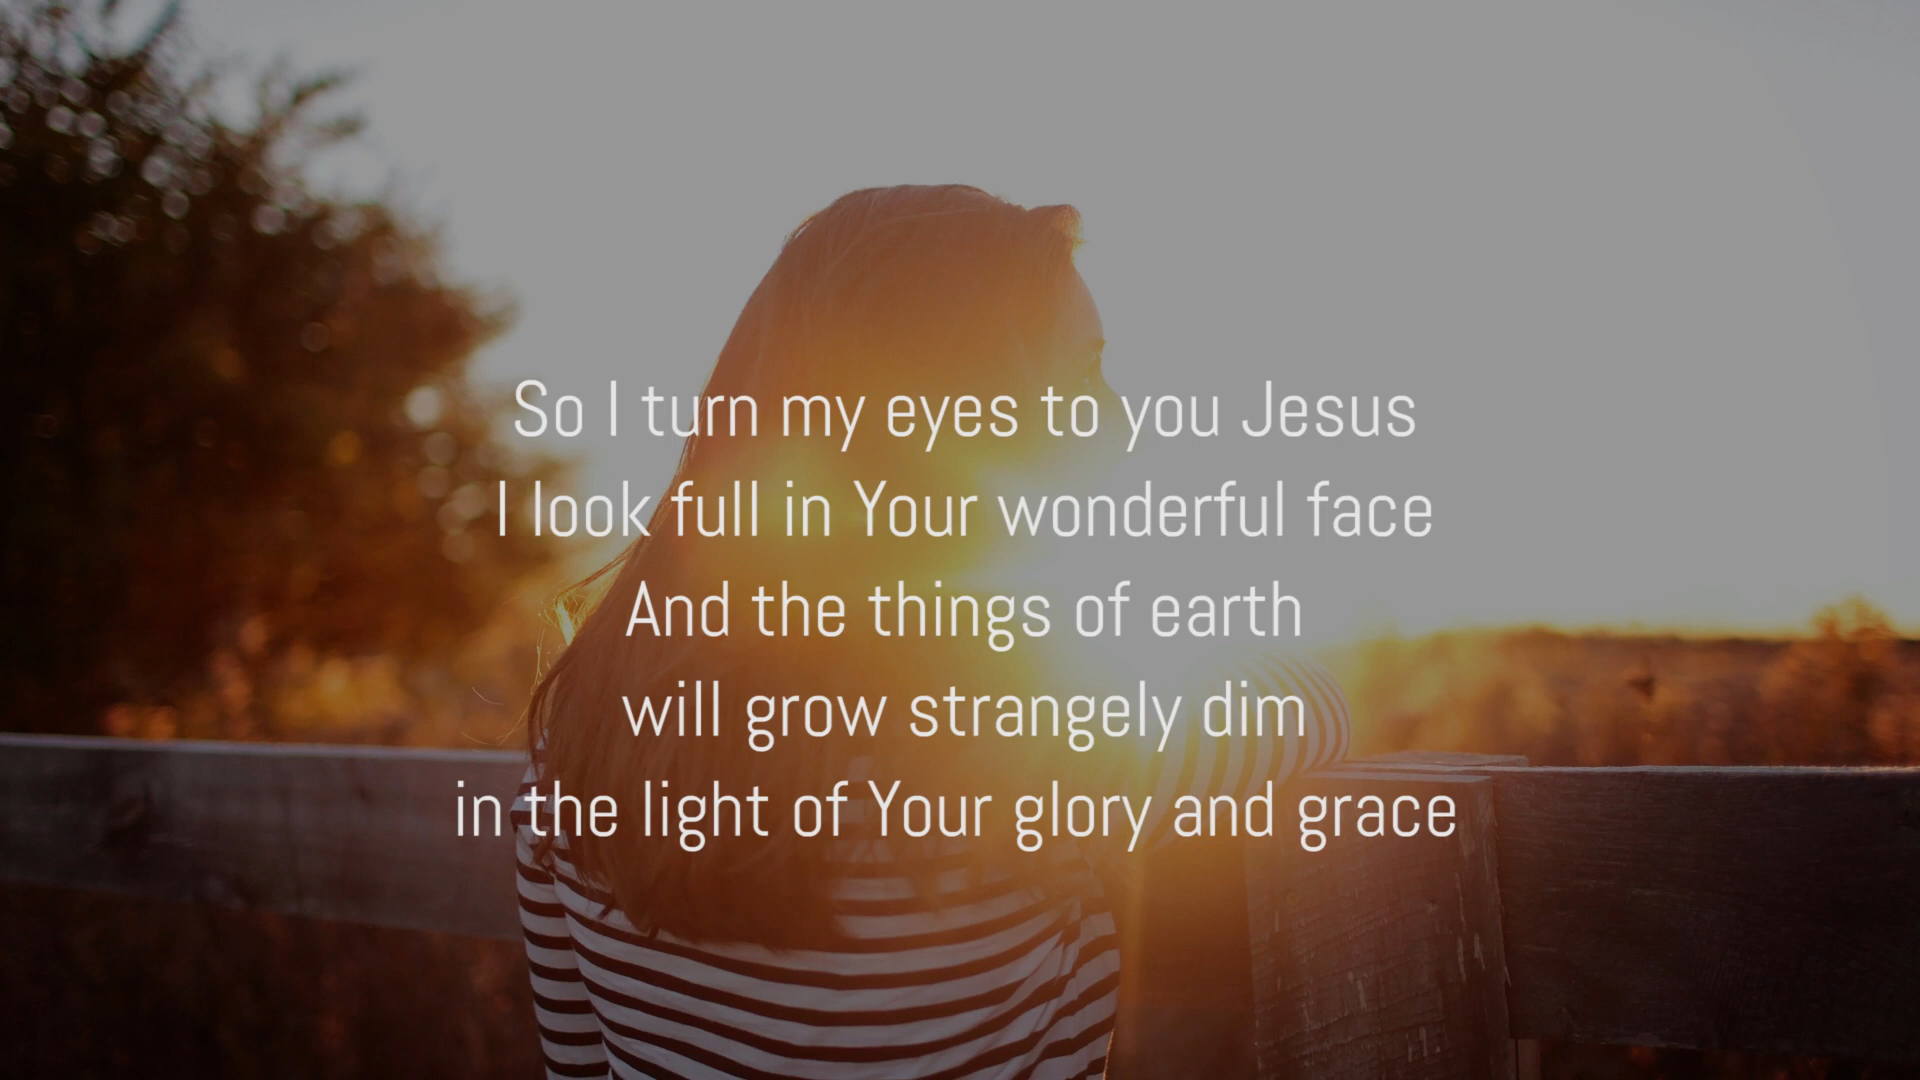 So I turn my eyes to you Jesus
I look full in Your wonderful face
And the things of earth
will grow strangely dim
in the light of Your glory and grace